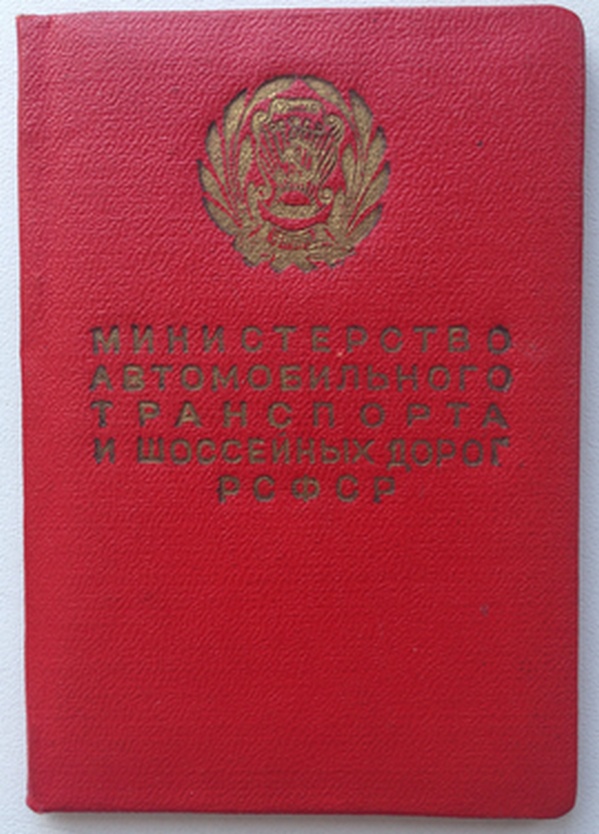 МИНИСТЕРСТВО
АВТОМОБИЛЬНОГО
ТРАНСПОРТА
И ШОССЕЙНЫХ ДОРОГ
РСФСР